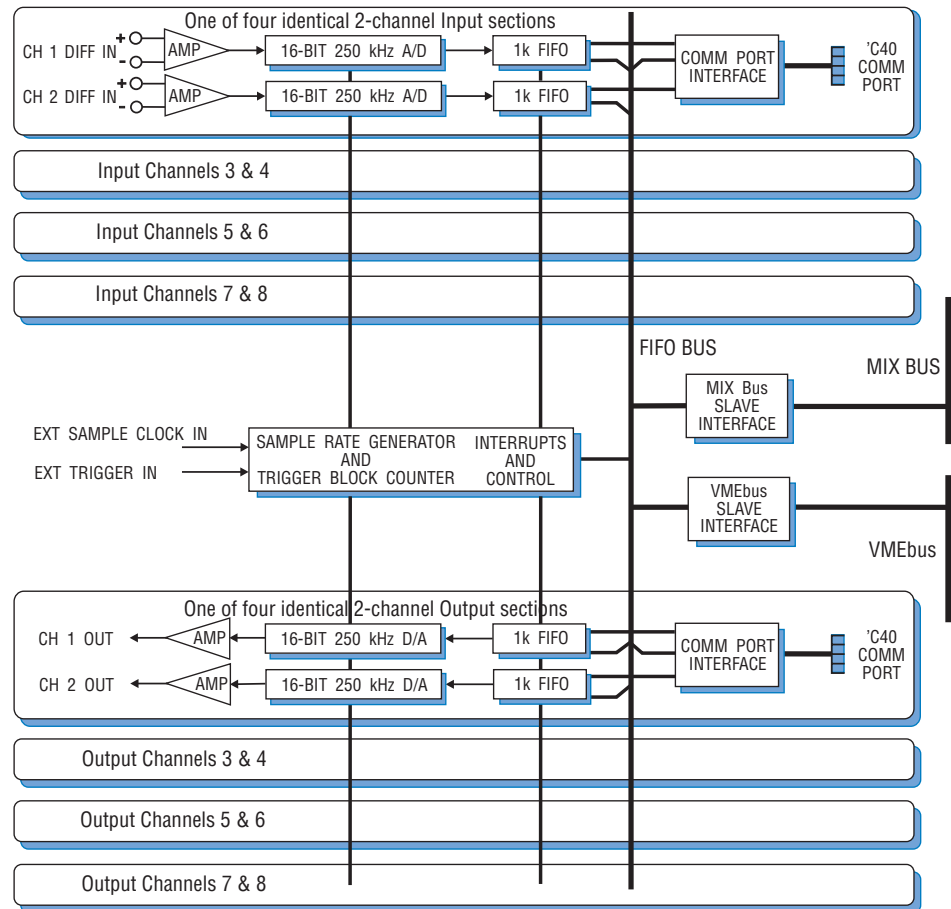 One of four identical 2-channel Input sections
CH 1 DIFF IN
+
-
AMP
16-BIT 250 kHz A/D
1k FIFO
COMM PORT
INTERFACE
'C40
COMM
PORT
CH 2 DIFF IN
+
-
AMP
16-BIT 250 kHz A/D
1k FIFO
Input Channels 3 & 4
Input Channels 5 & 6
Input Channels 7 & 8
FIFO BUS
MIX BUS
MIX Bus
SLAVE
INTERFACE
EXT SAMPLE CLOCK IN
EXT TRIGGER IN
SAMPLE RATE GENERATOR
AND
TRIGGER BLOCK COUNTER
INTERRUPTS
AND
CONTROL
VMEbus
SLAVE
INTERFACE
VMEbus
One of four identical 2-channel Output sections
CH 1 OUT
AMP
16-BIT 250 kHz D/A
1k FIFO
COMM PORT
INTERFACE
'C40
COMM
PORT
CH 2 OUT
AMP
16-BIT 250 kHz D/A
1k FIFO
Output Channels 3 & 4
Output Channels 5 & 6
Output Channels 7 & 8